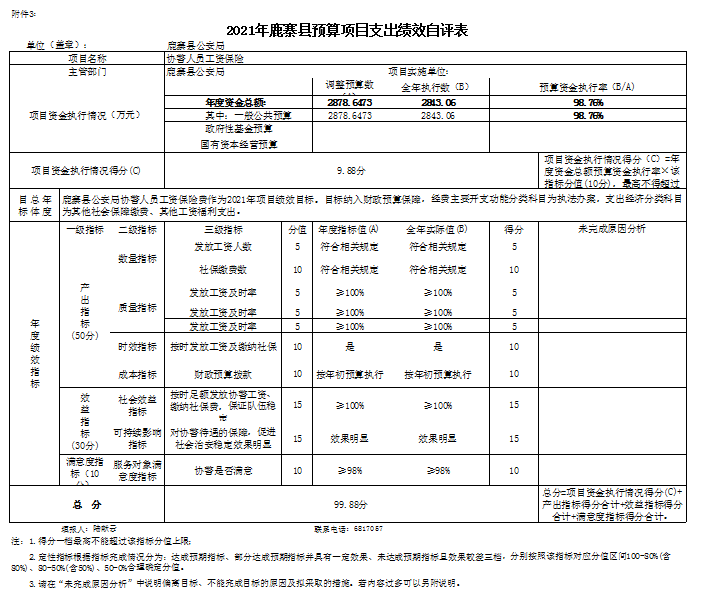 附件3:
2021年鹿寨县预算项目支出绩效自评表
单位（盖章）： 鹿寨县公安局
项目名称 协警人员工资保险
主管部门 鹿寨县公安局 项目实施单位:
项目资金执行情况（万元） 调整预算数 全年执行数（B） 预算资金执行率（B/A）
年度资金总额: 2878.6473 2843.06 98.76%
其中: 一般公共预算 2878.6473 2843.06 98.76%
政府性基金预算
国有资本经营预算
项目资金执行情况得分(C) 9.88分 项目资金执行情况得分（C）=年
度资金总额预算资金执行率×该
指标分值(10分)，最高不得超过
目总年
标体度
鹿寨县公安局协警人员工资保险费作为2021年项目绩效目标。目标纳入财政预算保障，经费主要开支功分类科目为执法办案，支出经济分类科目
为其他社会保障缴费、其他工资福利支出。
年度绩效指标
一级指标 二级指标 三级指标 分值 年度指标值(A) 全年实际值(B) 得分 未完成原因分析
产出指标
(50分)
数量指标 发放工资人数 5 符合相关规定 符合相关规定 5
社保缴费数 10 符合相关规定 符合相关规定 10
质量指标 发放工资及时率 5 ≥100% ≥100% 5
发放工资及时率 5 ≥100% ≥100% 5
发放工资及时率 5 ≥100% ≥100% 5
时效指标 按时发放工资及缴纳社保 10 是 是 10
成本指标 财政预算拨款 10 按年初预算执行 按年初预算执行 10
效益指标
(30分)
社会效益
指标 按时足额发放协警工资、
缴纳社保费，保证队伍稳
定 15 ≥100% ≥100% 15
可持续影响
指标 对协警待遇的保障，促进
社会治安稳定效果明显 15 效果明显 效果明显 15
满意度指
标（10
服务对象满
意度指标 协警是否满意 10 ≥98% ≥98% 10
总 分 99.88分 总分=项目资金执行情况得分(C)+
产出指标得分合计+效益指标得分
合计+满意度指标得分合计。
填报人: 联系电话: 6817057
注: 1.得分一档最高不能超过该指标分值上限;
2.定性指标根据指标完成情况分为: 达成预期指标、部分达成预期指标并具有一定效果、未达成预期指标且效果较差三档，分别按照该指标对应分值区间100-80%(含
80%)、80-50%(含50%)、50-0%合理确定分值。
3.请在“未完成原因分析”中说明偏离目标、不能完成目标的原因及拟采取的措施。若内容过多可以另附说明。